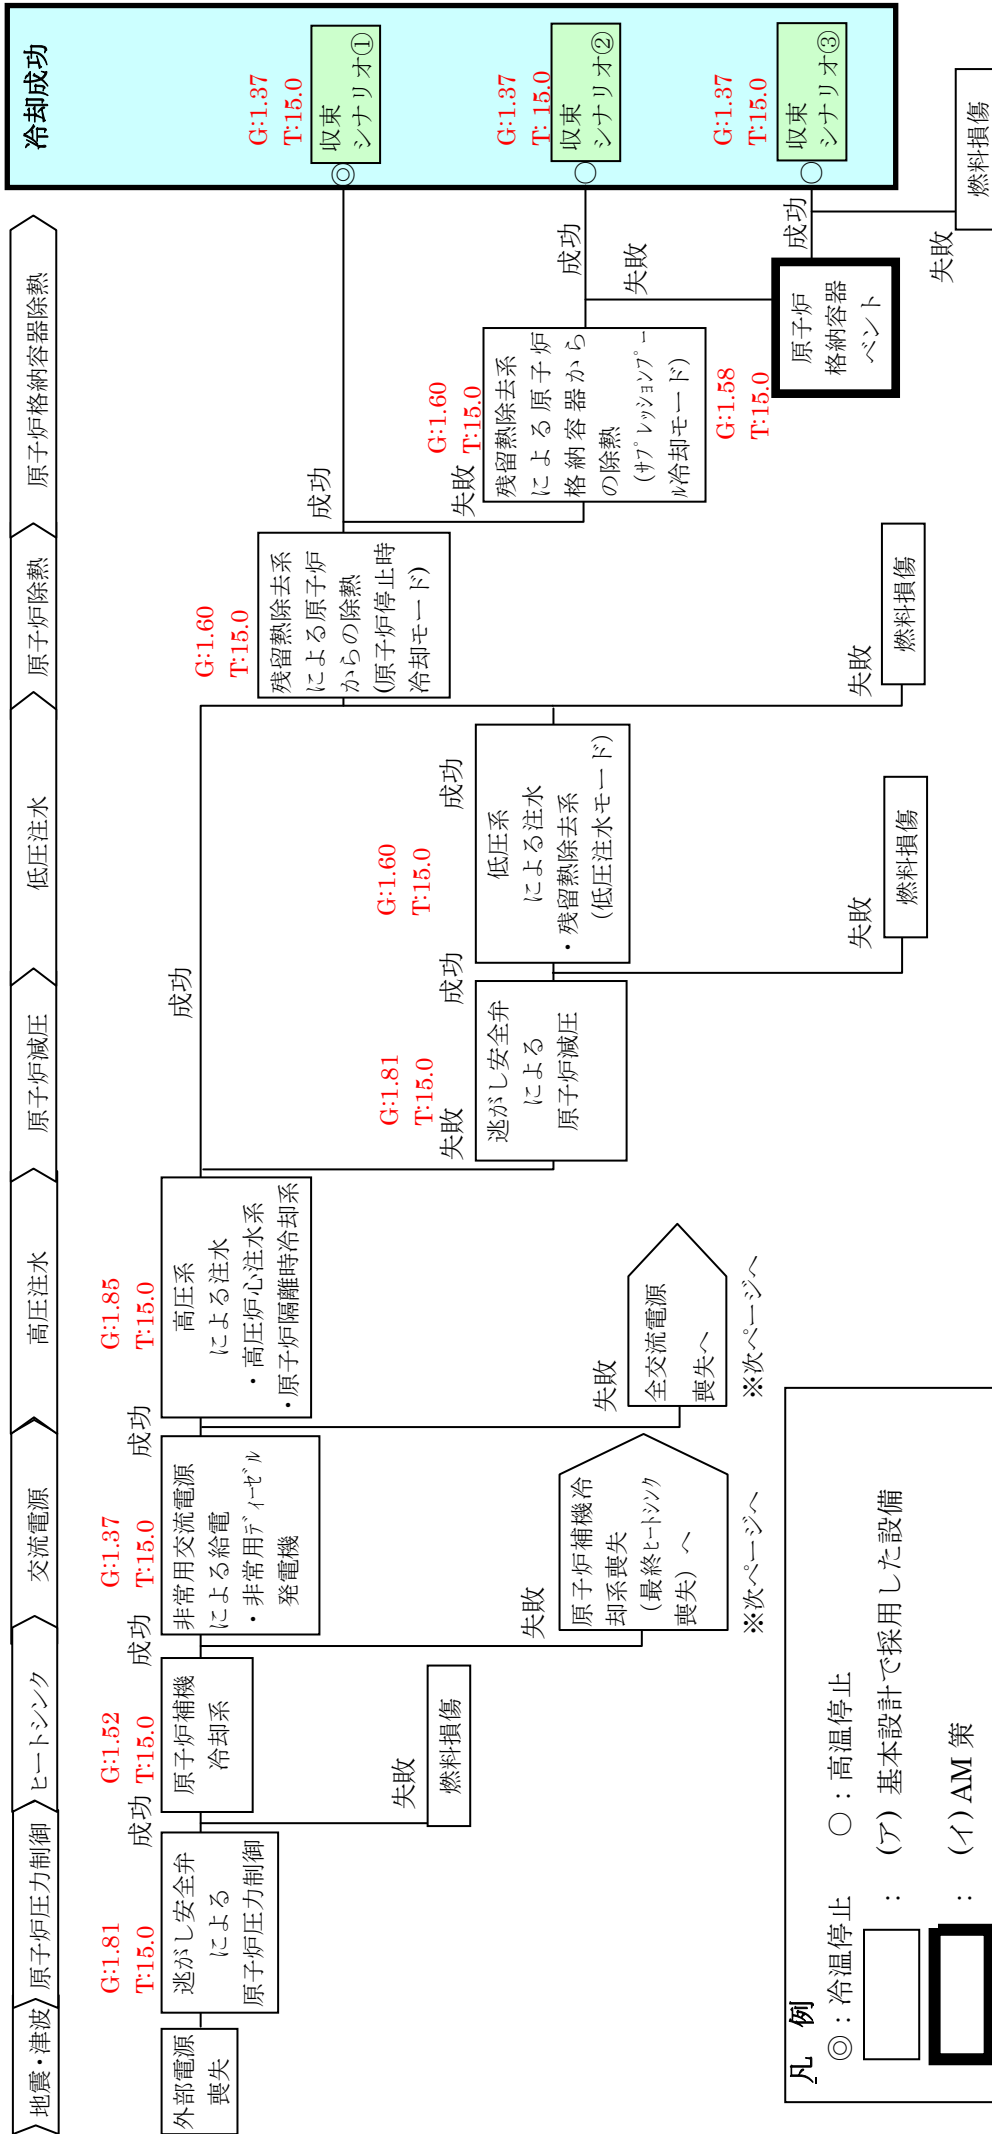 地震・津波
原子炉圧力制御
ヒートシンク
交流電源
高圧注水
原子炉減圧
低圧注水
原子炉除熱
原子炉格納容器除熱
冷却成功
外部電源
喪失
G:1.81
T:15.0
逃がし安全弁
による
原子炉圧力制御
成功
失敗
燃料損傷
G:1.52
T:15.0
原子炉補機
冷却系
成功
失敗
原子炉補機冷
却系喪失
(最終ヒートシンク
喪失)へ
※次ページへ
G:1.37
T:15.0
非常用交流電源
による給電
・非常用ディーゼル
発電機
成功
失敗
全交流電源
喪失へ
※次ページへ
G:1.85
T:15.0
高圧系
による注水
・高圧炉心注水系
・原子炉隔離時冷却系
成功
失敗
G:1.81
T:15.0
逃がし安全弁
による
原子炉減圧
成功
失敗
燃料損傷
G:1.60
T:15.0
低圧系
による注水
・残留熱除去系
(低圧注水モード)
成功
失敗
燃料損傷
G:1.60
T:15.0
残留熱除去系
による原子炉
からの除熱
(原子炉停止時
冷却モード)
成功
失敗
G:1.60
T:15.0
残留熱除去系
による原子炉
格納容器から
の除熱
(サプレッションプー
ル冷却モード)
成功
失敗
G:1.58
T:15.0
原子炉
格納容器
ベント
成功
失敗
燃料損傷
G:1.37
T:15.0
◎
収束
シナリオ①
G:1.37
T:15.0
○
収束
シナリオ②
G:1.37
T:15.0
○
収束
シナリオ③
凡 例
◎:冷温停止 ○:高温停止
: (ア) 基本設計で採用した設備
: (イ) AM 策